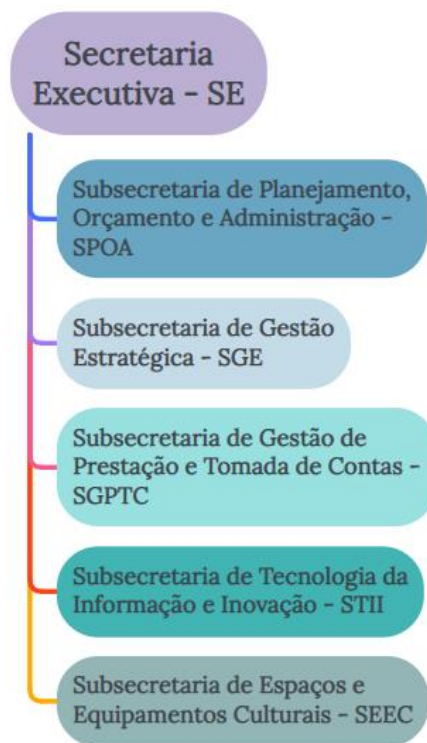 Secretaria
Executiva - SE
Subsecretaria de Planejamento,
Orçamento e Administração -
SPOA
Subsecretaria de Gestão
Estratégica - SGE
Subsecretaria de Gestão de
Prestação e Tomada de Contas -
SGPTC
Subsecretaria de Tecnologia da
Informação e Inovação - STII
Subsecretaria de Espaços e
Equipamentos Culturais - SEEC